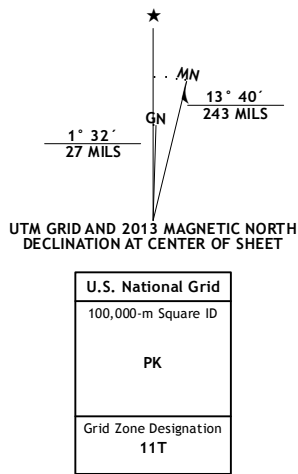 ★
MN
GN
13° 40´
243 MILS
1° 32´
27 MILS
UTM GRID AND 2013 MAGNETIC NORTH
DECLINATION AT CENTER OF SHEET
U.S. National Grid
100,000-m Square ID
PK
Grid Zone Designation
11T